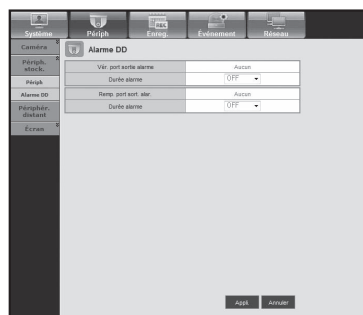 Système Périph Enreg. Événement Réseau
Caméra
Périph. stock.
Périph
Alarme DD
Périphér. distant
Écran
Alarme DD
Vér. port sortie alarme Aucun
Durée alarme OFF
Remp. port sort. alar. Aucun
Durée alarme OFF
Appli. Annuler